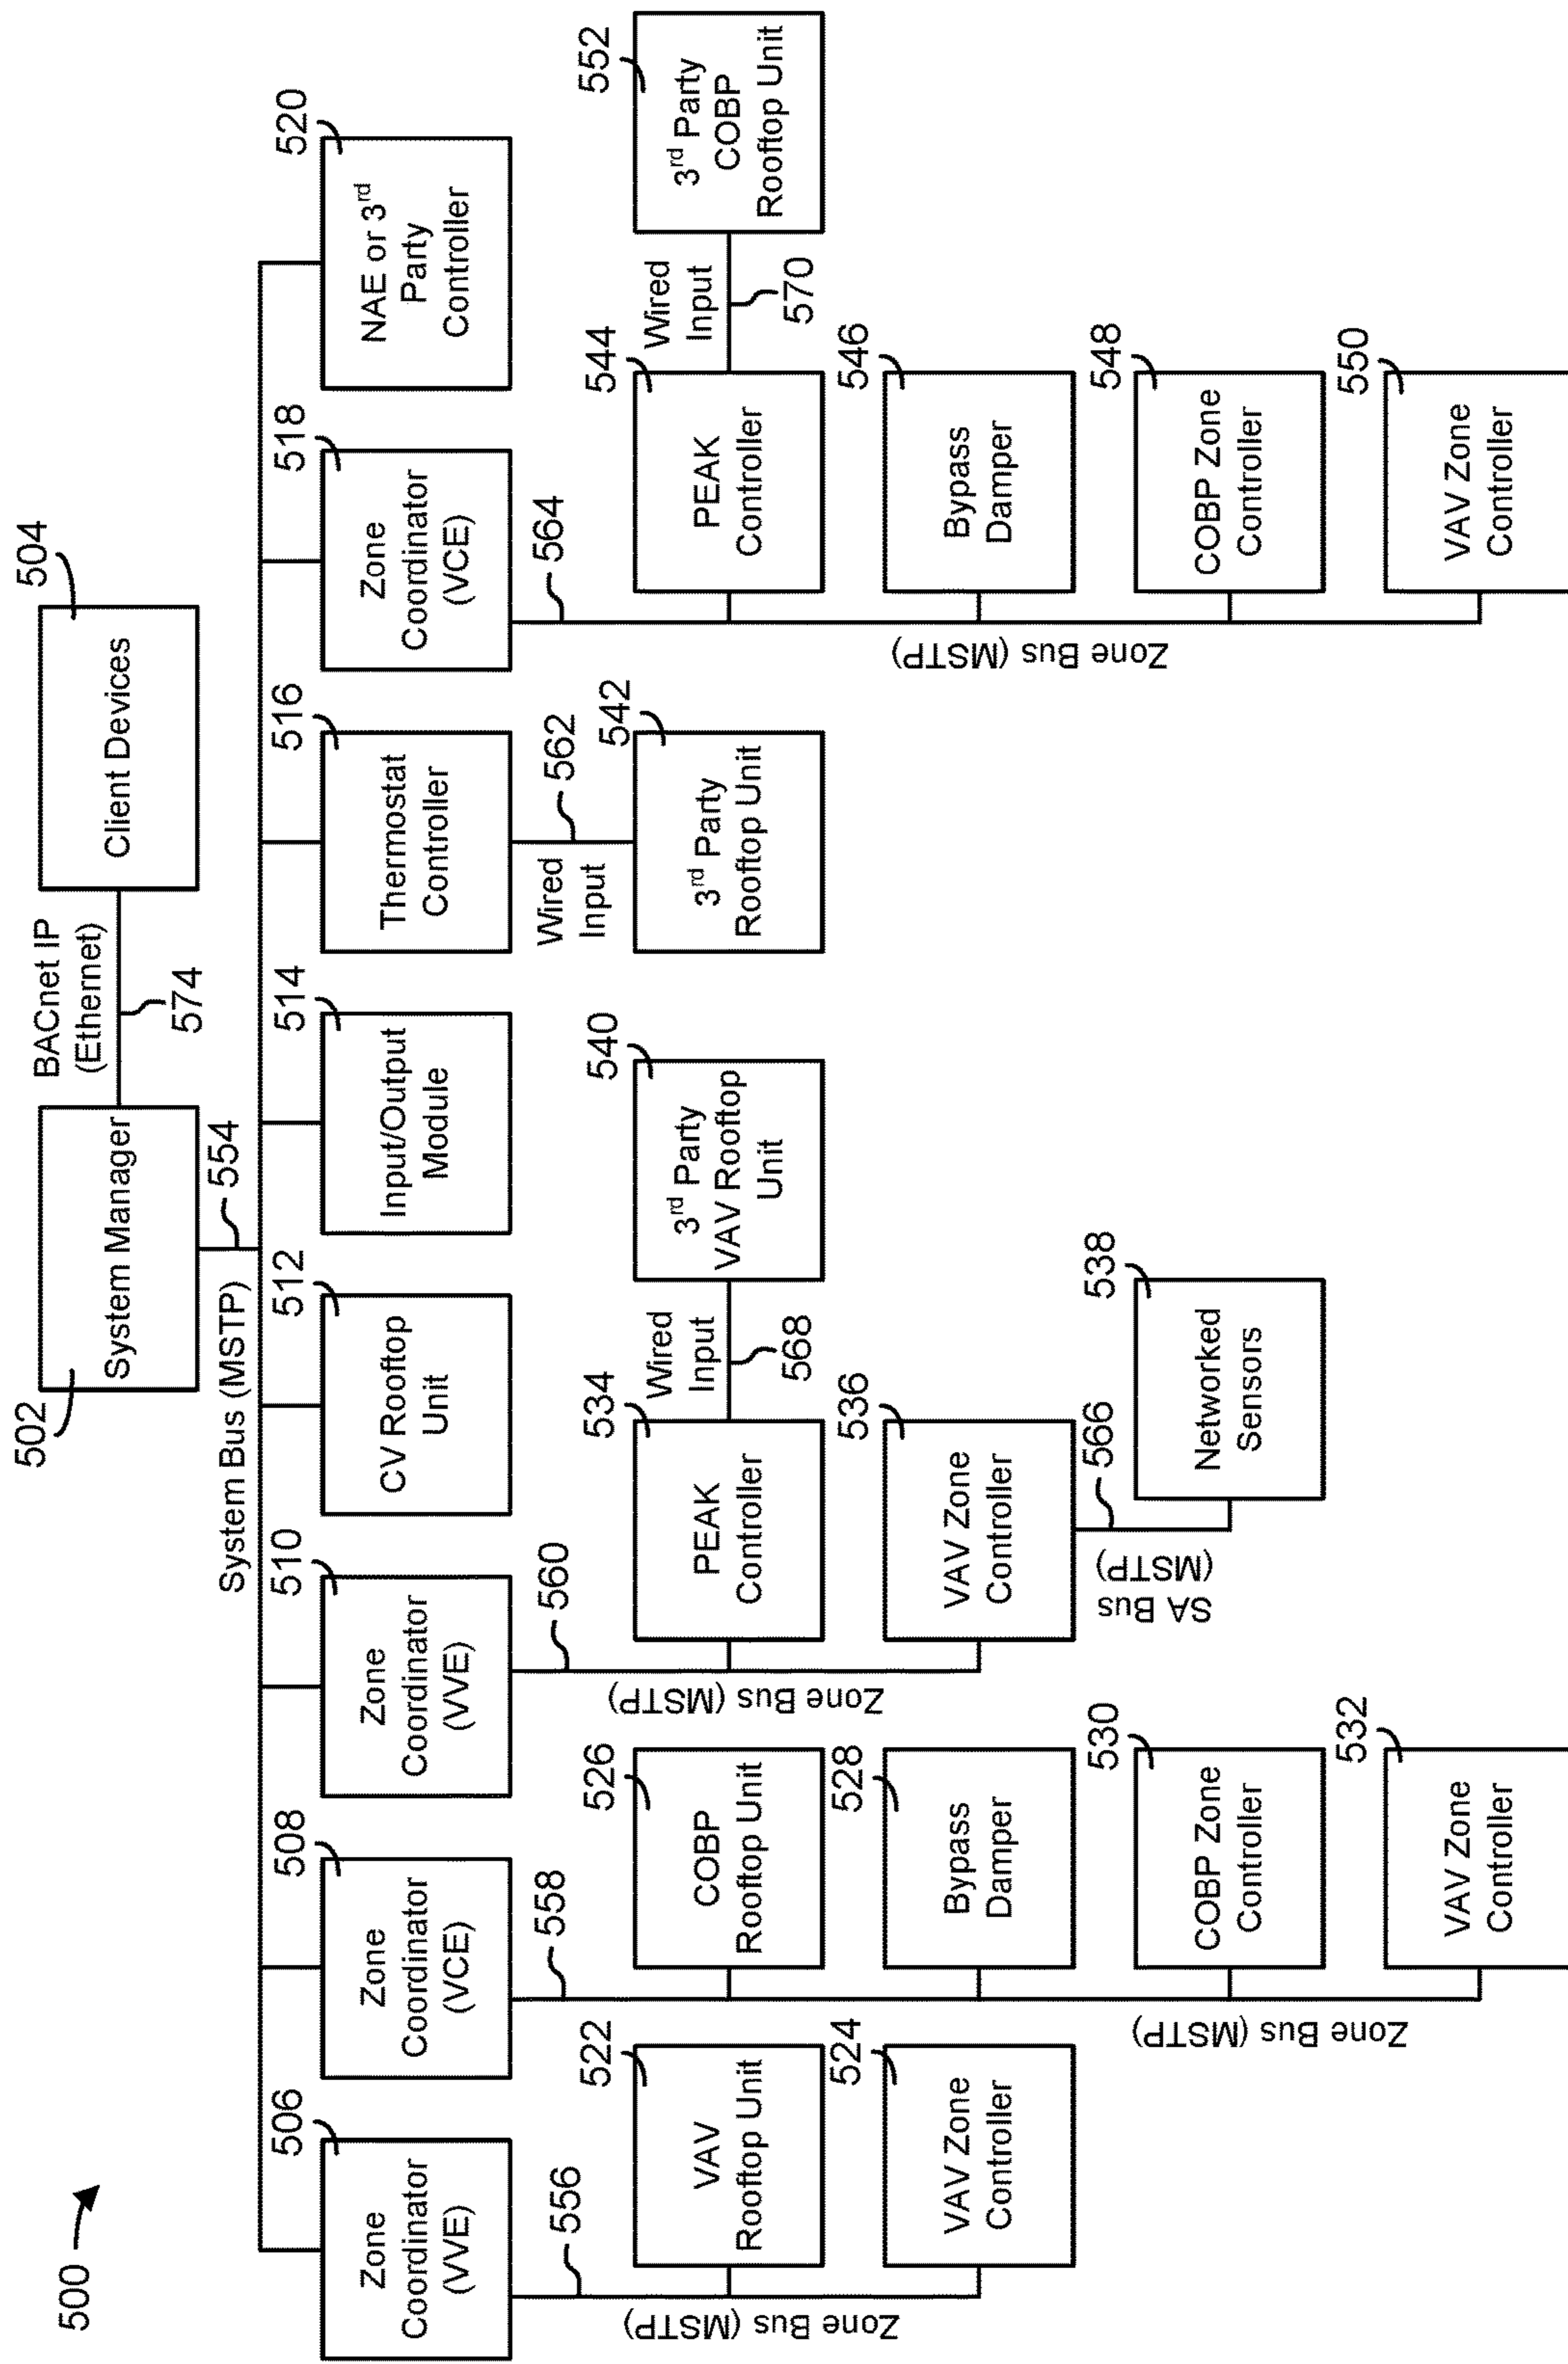 500
502
System Manager
BACnet IP
(Ethernet)
574
504
Client Devices
System Bus (MSTP)
554
506
Zone
Coordinator
(VVE)
508
Zone
Coordinator
(VCE)
510
Zone
Coordinator
(VVE)
512
CV Rooftop
Unit
514
Input/Output
Module
516
Thermostat
Controller
518
Zone
Coordinator
(VCE)
520
NAE or 3rd
Party
Controller
556
Zone Bus (MSTP)
522
VAV
Rooftop Unit
524
VAV Zone
Controller
558
Zone Bus (MSTP)
526
COBP
Rooftop Unit
528
Bypass
Damper
530
COBP Zone
Controller
532
VAV Zone
Controller
560
Zone Bus (MSTP)
534
PEAK
Controller
Wired
Input
568
540
3rd Party
VAV Rooftop
Unit
536
VAV Zone
Controller
566
SA Bus
(MSTP)
538
Networked
Sensors
Wired
Input
562
542
3rd Party
Rooftop Unit
564
Zone Bus (MSTP)
544
PEAK
Controller
Wired
Input
570
552
3rd Party
COBP
Rooftop Unit
546
Bypass
Damper
548
COBP Zone
Controller
550
VAV Zone
Controller